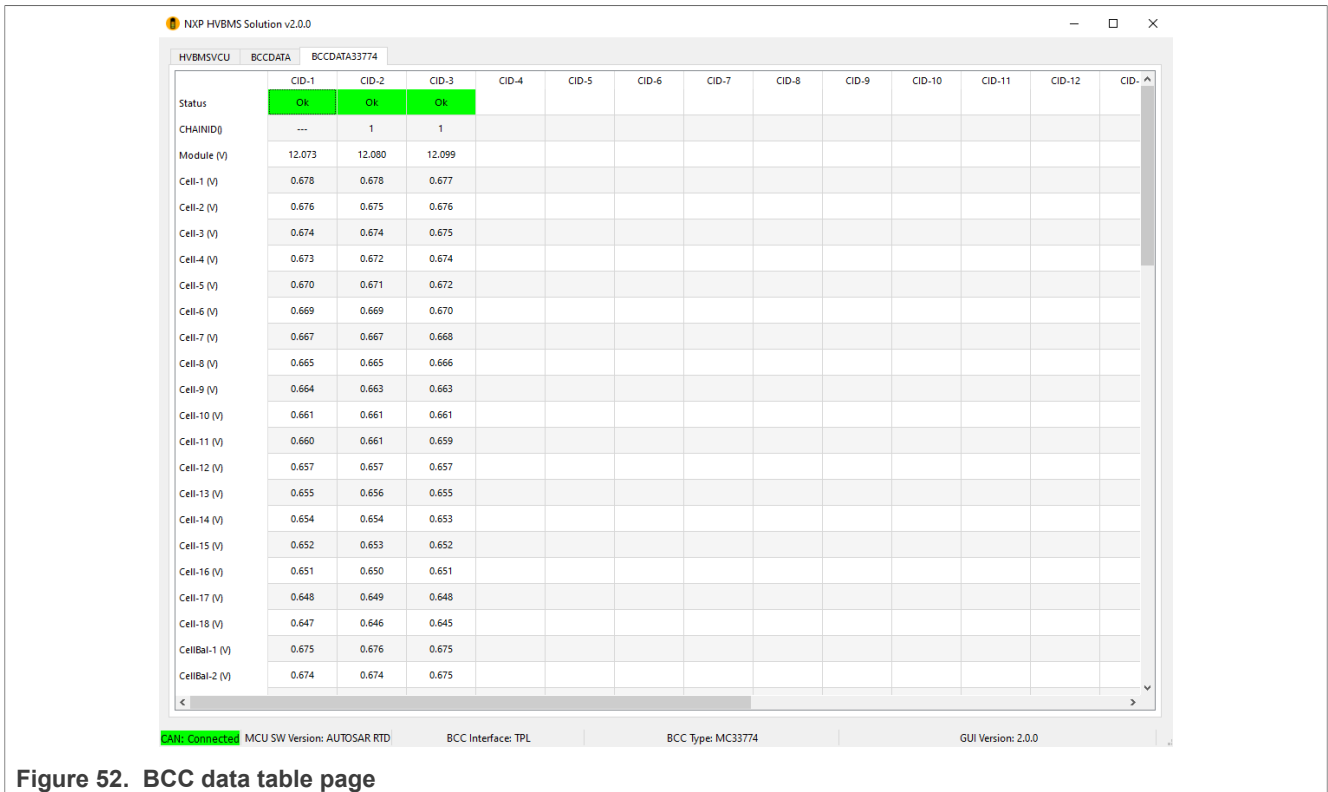 NXP HVBMS Solution v2.0.0
HVBMSVCU BCCDATA BCCDATA33774
CID-1 CID-2 CID-3 CID-4 CID-5 CID-6 CID-7 CID-8 CID-9 CID-10 CID-11 CID-12 CID-
Status Ok Ok Ok
CHAINID() --- 1 1
Module (V) 12.073 12.080 12.099
Cell-1 (V) 0.678 0.678 0.677
Cell-2 (V) 0.676 0.675 0.676
Cell-3 (V) 0.674 0.674 0.675
Cell-4 (V) 0.673 0.672 0.674
Cell-5 (V) 0.670 0.671 0.672
Cell-6 (V) 0.669 0.669 0.670
Cell-7 (V) 0.667 0.667 0.668
Cell-8 (V) 0.665 0.665 0.666
Cell-9 (V) 0.664 0.663 0.663
Cell-10 (V) 0.661 0.661 0.661
Cell-11 (V) 0.660 0.661 0.659
Cell-12 (V) 0.657 0.657 0.657
Cell-13 (V) 0.655 0.656 0.655
Cell-14 (V) 0.654 0.654 0.653
Cell-15 (V) 0.652 0.653 0.652
Cell-16 (V) 0.651 0.650 0.651
Cell-17 (V) 0.648 0.649 0.648
Cell-18 (V) 0.647 0.646 0.645
CellBal-1 (V) 0.675 0.676 0.675
CellBal-2 (V) 0.674 0.674 0.675
CAN: Connected MCU SW Version: AUTOSAR RTD BCC Interface: TPL BCC Type: MC33774 GUI Version: 2.0.0
Figure 52. BCC data table page